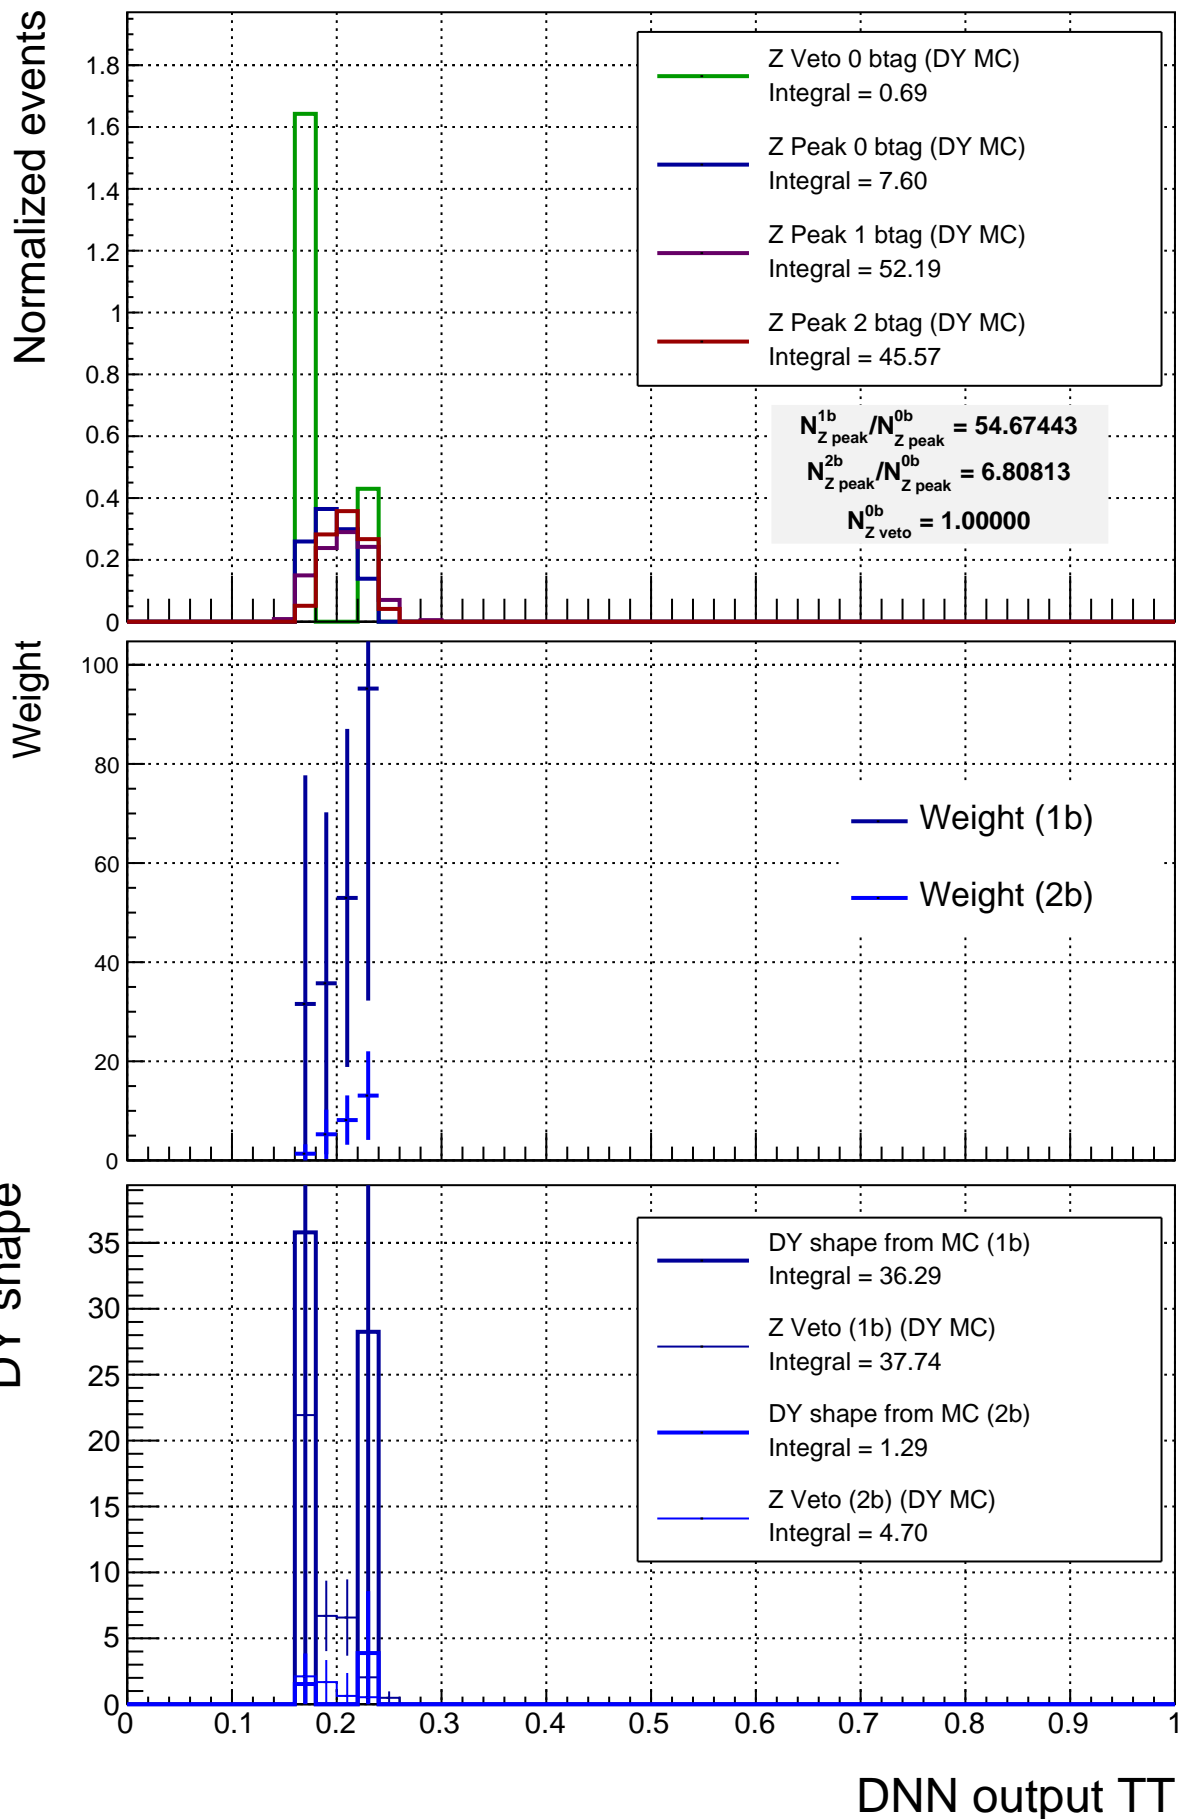 Normalized events
1.8
1.6
1.4
1.2
1
0.8
0.6
0.4
0.2
0
Z Veto 0 btag (DY MC)
Integral = 0.69
Z Peak 0 btag (DY MC)
Integral = 7.60
Z Peak 1 btag (DY MC)
Integral = 52.19
Z Peak 2 btag (DY MC)
Integral = 45.57
N^{1b}_{Z peak}/N^{0b}_{Z peak} = 54.67443
N^{2b}_{Z peak}/N^{0b}_{Z peak} = 6.80813
N^{0b}_{Z veto} = 1.00000
Weight
100
80
60
40
20
0
Weight (1b)
Weight (2b)
DY shape
35
30
25
20
15
10
5
0
DY shape from MC (1b)
Integral = 36.29
Z Veto (1b) (DY MC)
Integral = 37.74
DY shape from MC (2b)
Integral = 1.29
Z Veto (2b) (DY MC)
Integral = 4.70
0 0.1 0.2 0.3 0.4 0.5 0.6 0.7 0.8 0.9 1
DNN output TT